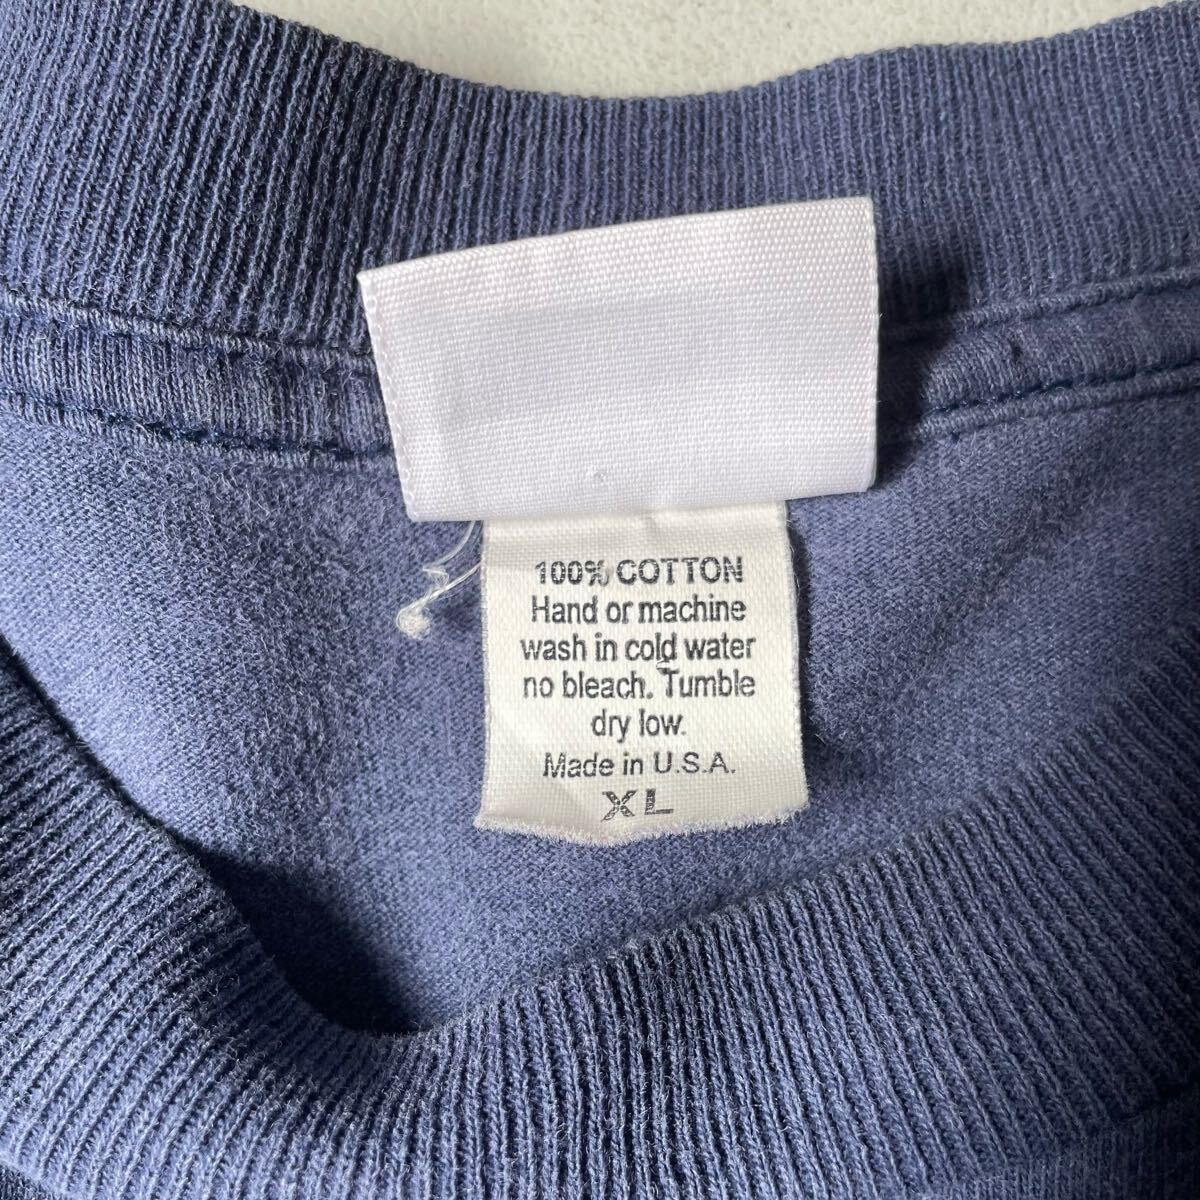 100% COTTON
Hand or machine
wash in cold water
no bleach. Tumble
dry low.
Made in U.S.A.
XL